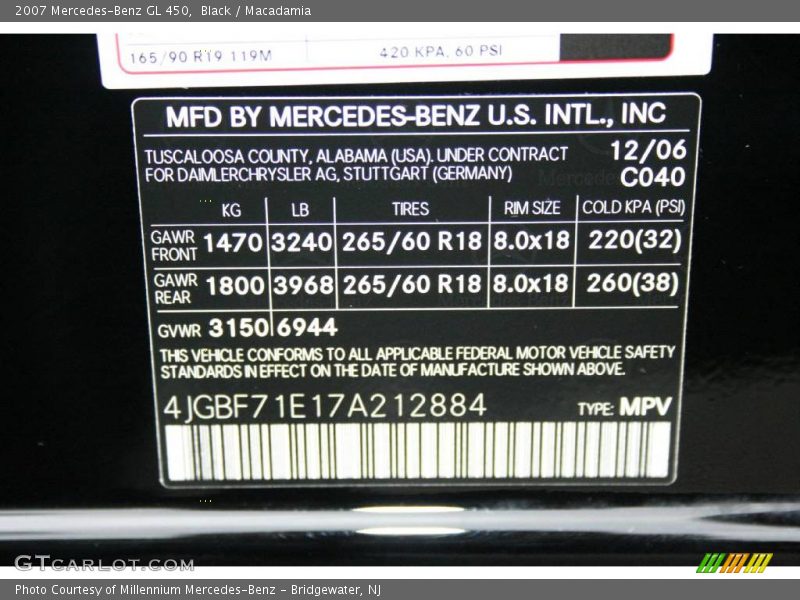 2007 Mercedes-Benz GL 450,  Black / Macadamia
165/90 R19 119M 420 KPA, 60 PSI
MFD BY MERCEDES-BENZ U.S. INTL., INC
TUSCALOOSA COUNTY, ALABAMA (USA). UNDER CONTRACT 12/06
FOR DAIMLERCHRYSLER AG, STUTTGART (GERMANY) C040
KG LB TIRES RIM SIZE COLD KPA (PSI)
GAWR FRONT 1470 3240 265/60 R18 8.0x18 220(32)
GAWR REAR 1800 3968 265/60 R18 8.0x18 260(38)
GVWR 3150 6944
THIS VEHICLE CONFORMS TO ALL APPLICABLE FEDERAL MOTOR VEHICLE SAFETY
STANDARDS IN EFFECT ON THE DATE OF MANUFACTURE SHOWN ABOVE.
4JGBF71E17A212884 TYPE: MPV
GTCARLOT.COM
Photo Courtesy of Millennium Mercedes-Benz - Bridgewater, NJ